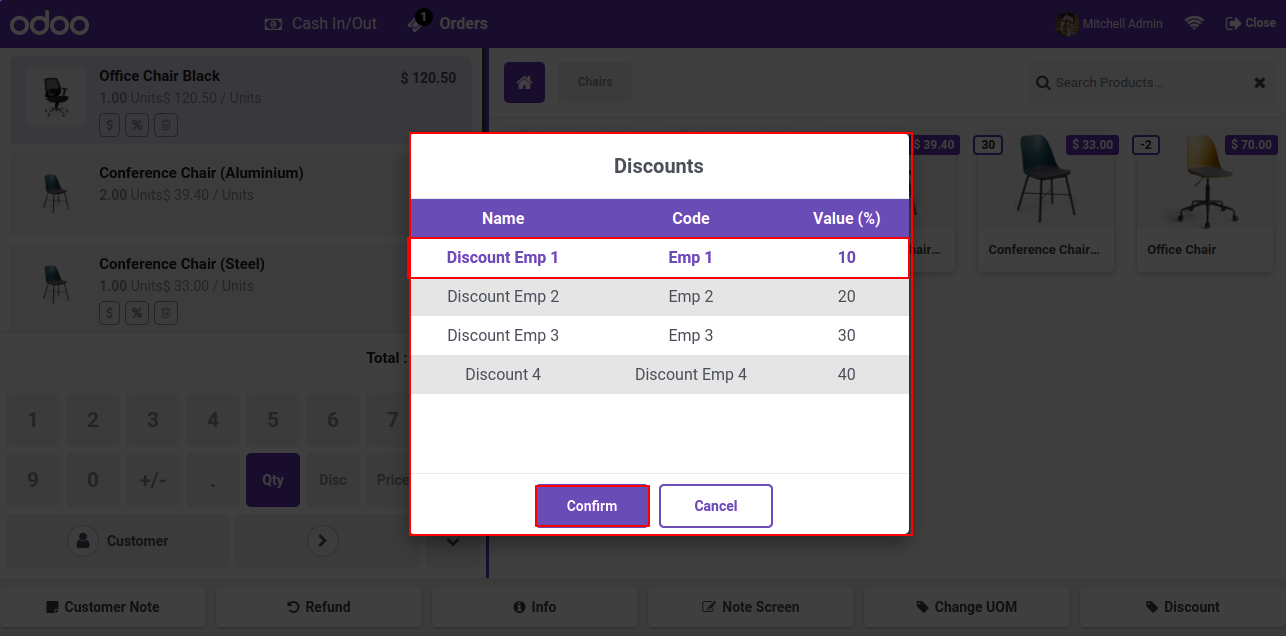 odoo
Cash In/Out
1
Orders
Mitchell Admin
Close
Office Chair Black
$ 120.50
1.00 Units$ 120.50 / Units
$ %
Conference Chair (Aluminium)
2.00 Units$ 39.40 / Units
Conference Chair (Steel)
1.00 Units$ 33.00 / Units
$ %
Total :
1 2 3 4 5 6 7
9 0 +/- . Qty Disc Price
Customer
Chairs
Search Products...
$ 39.40
30
$ 33.00
-2
$ 70.00
Conference Chair...
Office Chair
Discounts
Name Code Value (%)
Discount Emp 1 Emp 1 10
Discount Emp 2 Emp 2 20
Discount Emp 3 Emp 3 30
Discount 4 Discount Emp 4 40
Confirm
Cancel
Customer Note
Refund
Info
Note Screen
Change UOM
Discount